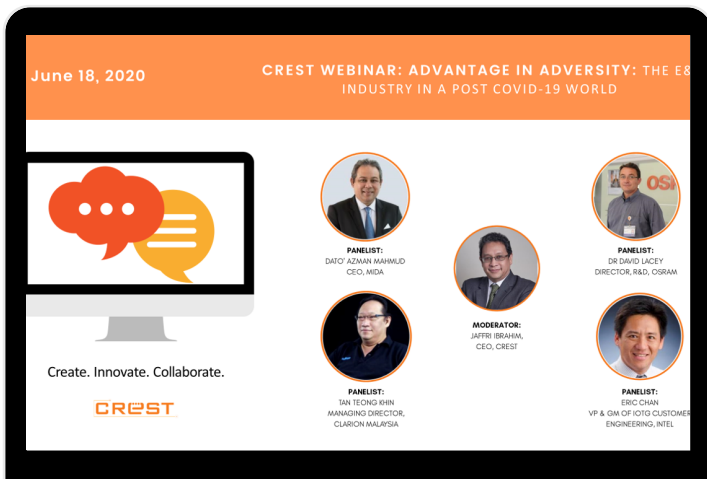 June 18, 2020
CREST WEBINAR: ADVANTAGE IN ADVERSITY: THE E&
INDUSTRY IN A POST COVID-19 WORLD
PANELIST:
DATO' AZMAN MAHMUD
CEO, MIDA
OSR
PANELIST:
DR DAVID LACEY
DIRECTOR, R&D, OSRAM
MODERATOR:
JAFFRI IBRAHIM,
CEO, CREST
PANELIST:
TAN TEONG KHIN
MANAGING DIRECTOR,
CLARION MALAYSIA
PANELIST:
ERIC CHAN
VP & GM OF IOTG CUSTOMER
ENGINEERING, INTEL
Create. Innovate. Collaborate.
CREST